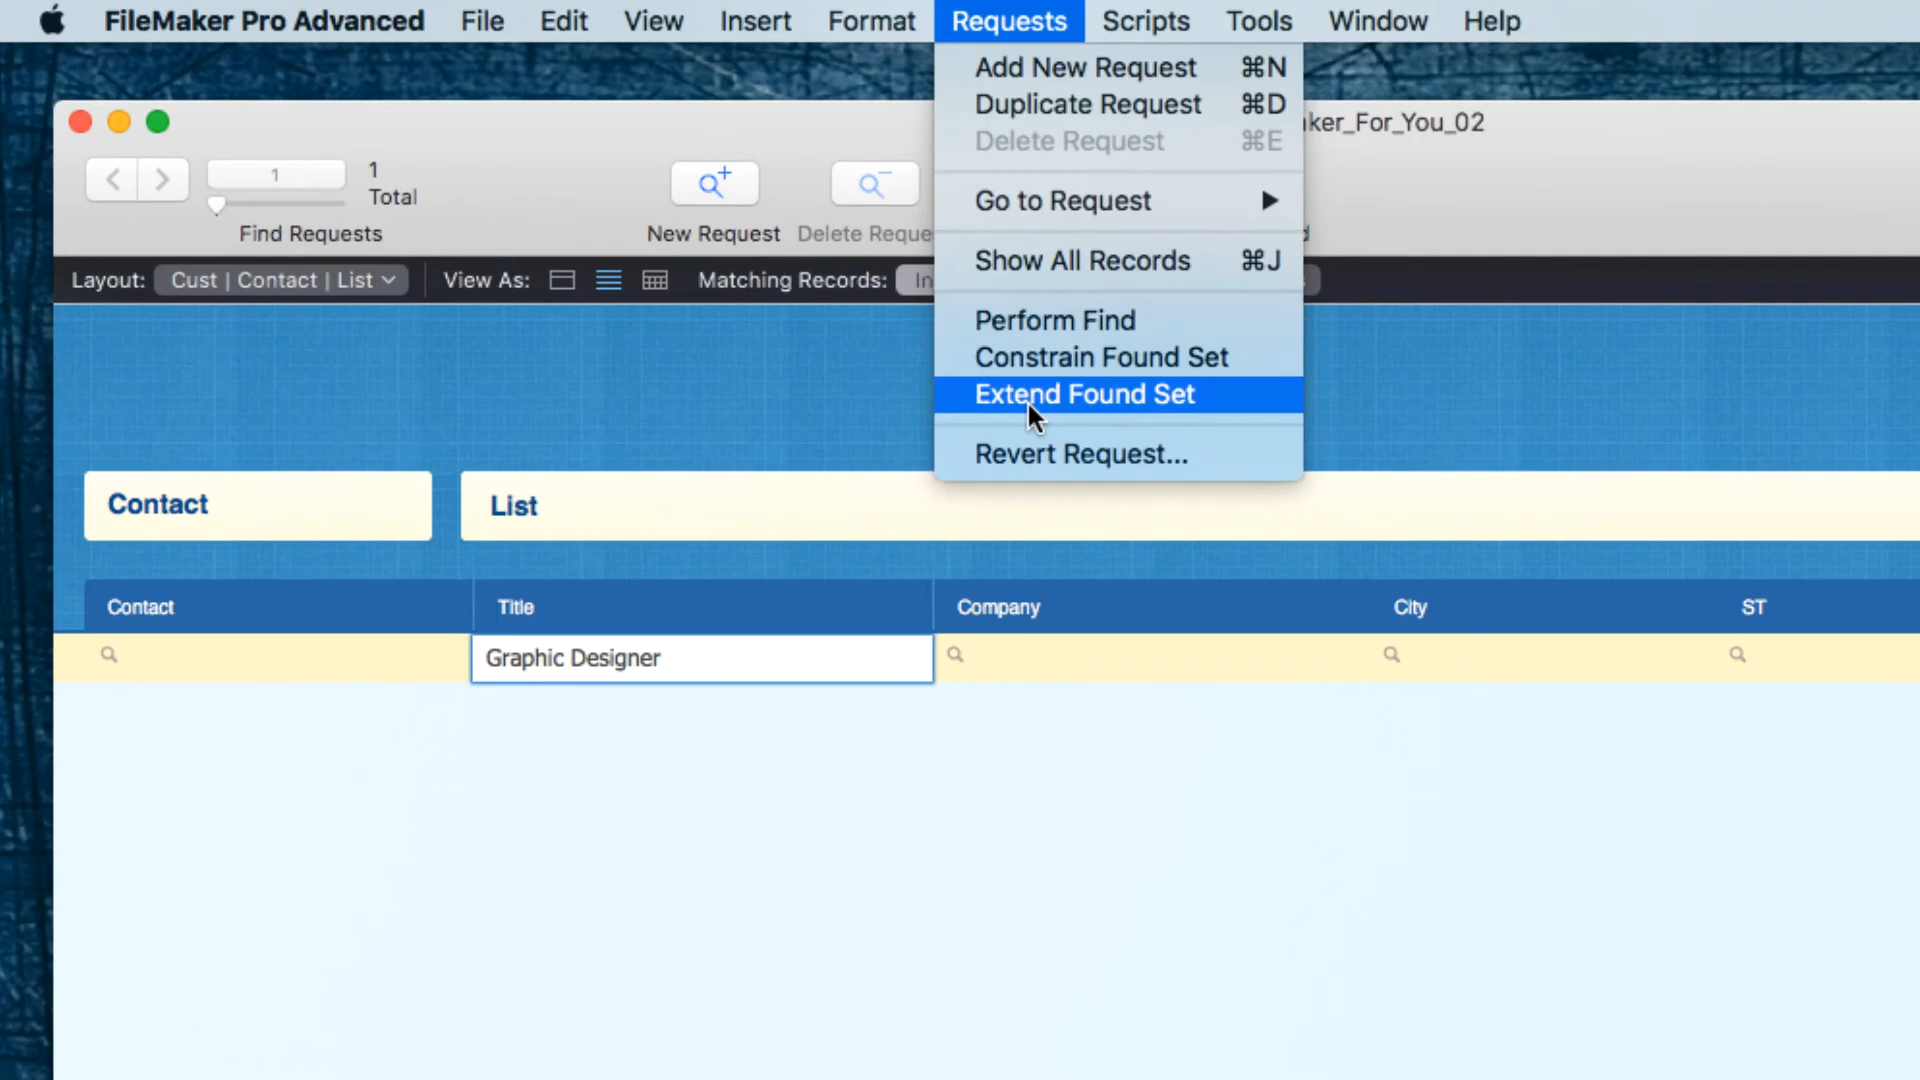 FileMaker Pro Advanced File Edit View Insert Format Requests Scripts Tools Window Help
Add New Request ⌘N
Duplicate Request ⌘D
Delete Request ⌘E
Go to Request ▶
Show All Records ⌘J
Perform Find
Constrain Found Set
Extend Found Set
Revert Request...
ker_For_You_02
1
1
Total
Find Requests
New Request
Delete Reque
Layout: Cust | Contact | List
View As:
Matching Records: In
Contact
List
Contact Title Company City ST
Graphic Designer